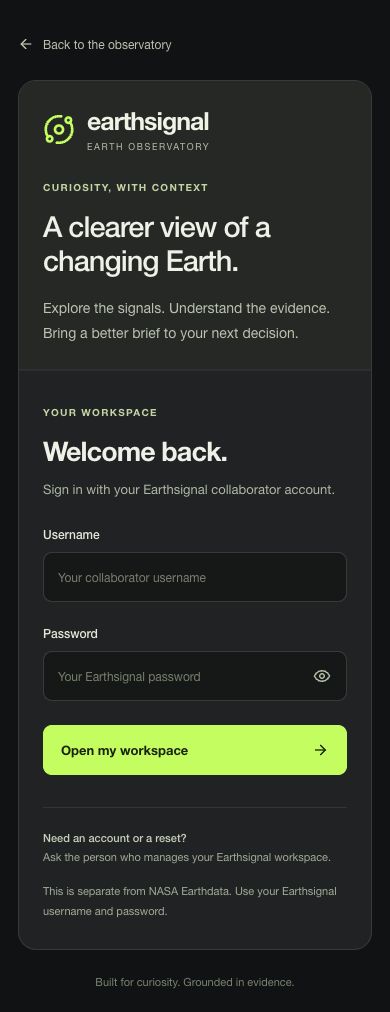 Back to the observatory
earthsignal
EARTH OBSERVATORY
CURIOSITY, WITH CONTEXT
A clearer view of a
changing Earth.
Explore the signals. Understand the evidence.
Bring a better brief to your next decision.
YOUR WORKSPACE
Welcome back.
Sign in with your Earthsignal collaborator account.
Username
Your collaborator username
Password
Your Earthsignal password
Open my workspace
Need an account or a reset?
Ask the person who manages your Earthsignal workspace.
This is separate from NASA Earthdata. Use your Earthsignal
username and password.
Built for curiosity. Grounded in evidence.